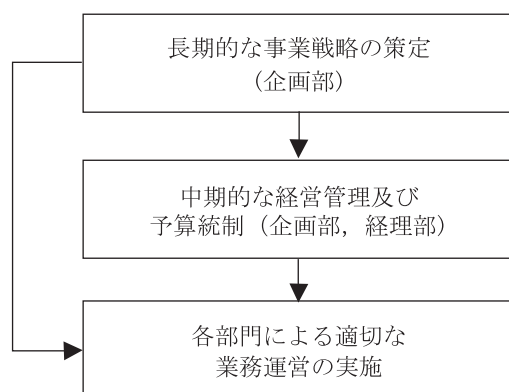 長期的な事業戦略の策定
(企画部)
中期的な経営管理及び
予算統制(企画部,経理部)
各部門による適切な
業務運営の実施